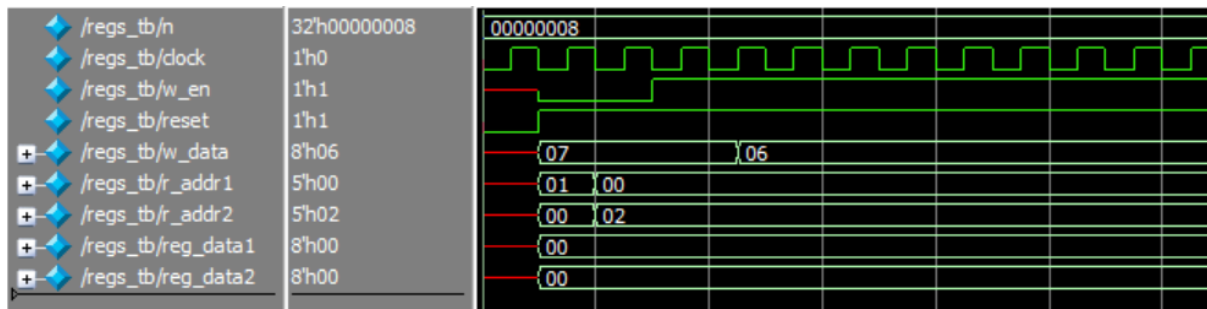 /regs_tb/n 32'h00000008 00000008
/regs_tb/clock 1'h0
/regs_tb/w_en 1'h1
/regs_tb/reset 1'h1
/regs_tb/w_data 8'h06 07 06
/regs_tb/r_addr1 5'h00 01 00
/regs_tb/r_addr2 5'h02 00 02
/regs_tb/reg_data1 8'h00 00
/regs_tb/reg_data2 8'h00 00